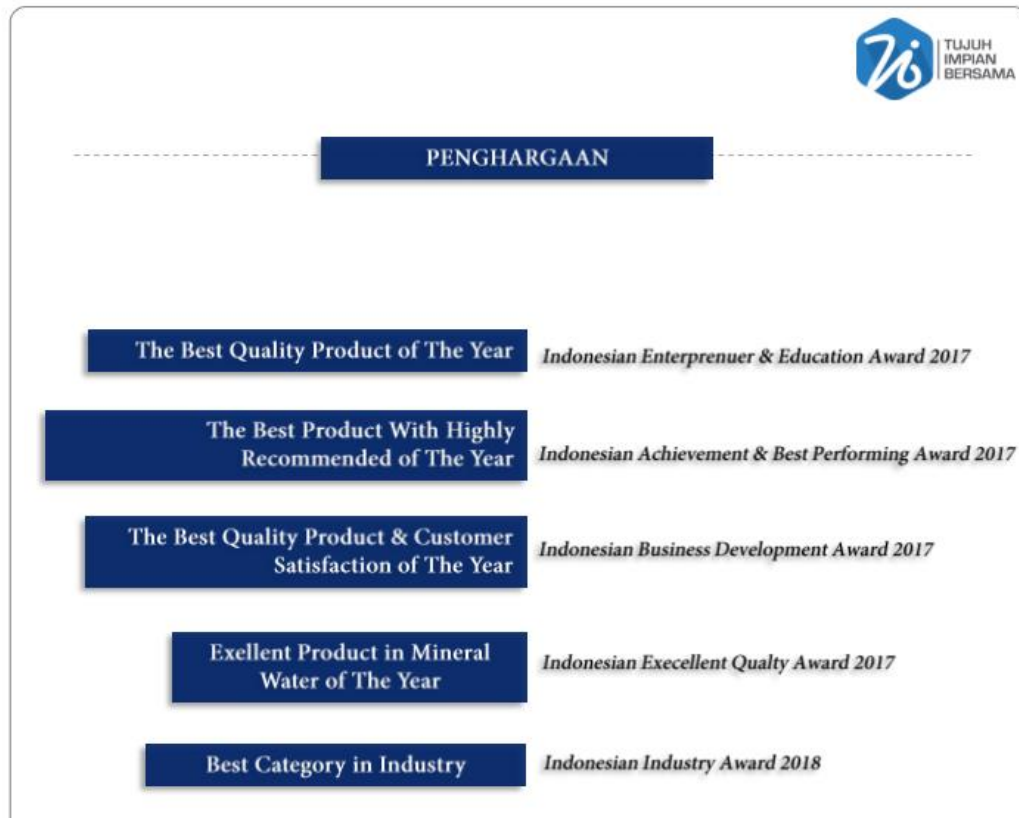 TUJUH
IMPIAN
BERSAMA
PENGHARGAAN
The Best Quality Product of The Year
Indonesian Enterprenuer & Education Award 2017
The Best Product With Highly
Recommended of The Year
Indonesian Achievement & Best Performing Award 2017
The Best Quality Product & Customer
Satisfaction of The Year
Indonesian Business Development Award 2017
Exellent Product in Mineral
Water of The Year
Indonesian Execellent Qualty Award 2017
Best Category in Industry
Indonesian Industry Award 2018